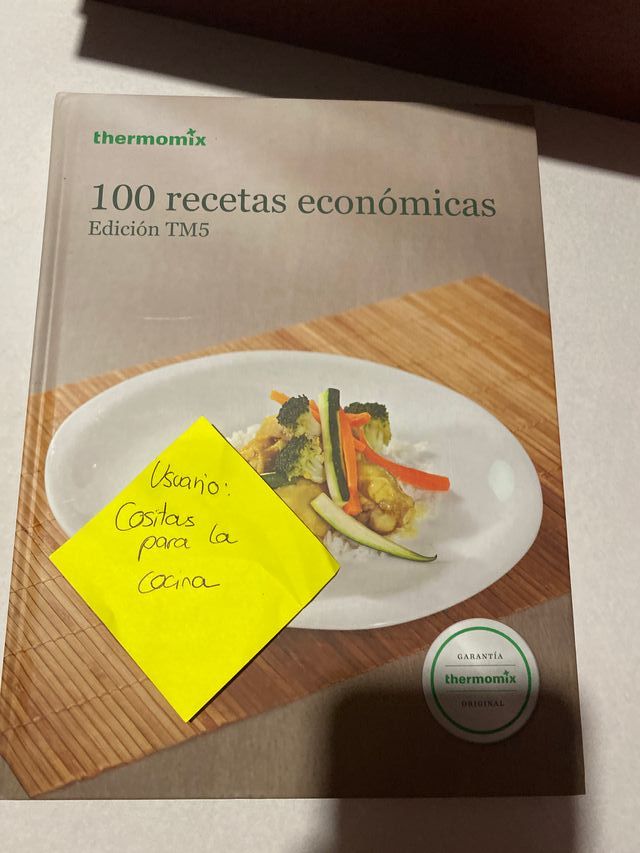 thermomix
100 recetas económicas
Edición TM5
Usuario:
Cositas
para la
cocina
GARANTÍA
thermomix
ORIGINAL